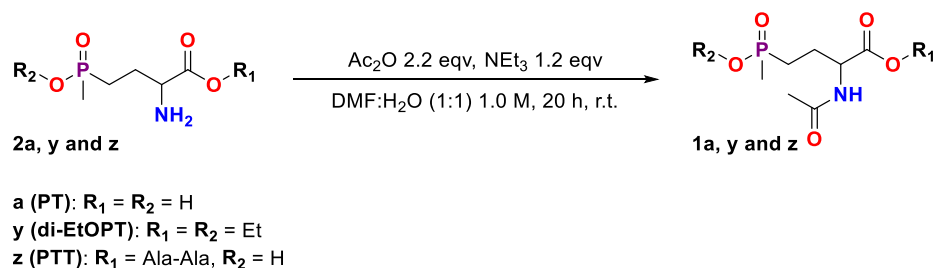 Ac₂O 2.2 eqv, NEt₃ 1.2 eqv
DMF:H₂O (1:1) 1.0 M, 20 h, r.t.
R₂ O P O O O R₁
NH₂
2a, y and z
R₂ O P O O O R₁
NH
O
1a, y and z
a (PT): R₁ = R₂ = H
y (di-EtOPT): R₁ = R₂ = Et
z (PTT): R₁ = Ala-Ala, R₂ = H